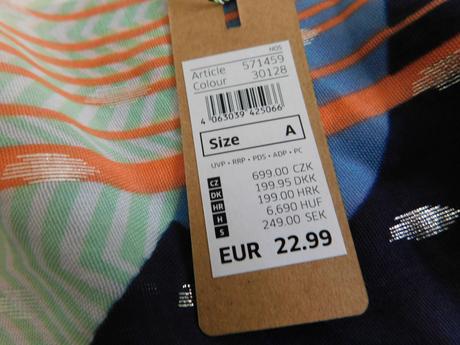 NOS
Article 571459
Colour 30128
4 063039 425066
Size A
UVP • RRP • PDS • ADP • PC
CZ 699.00 CZK
DK 199.95 DKK
HR 199.00 HRK
H 6,690 HUF
S 249.00 SEK
EUR 22.99